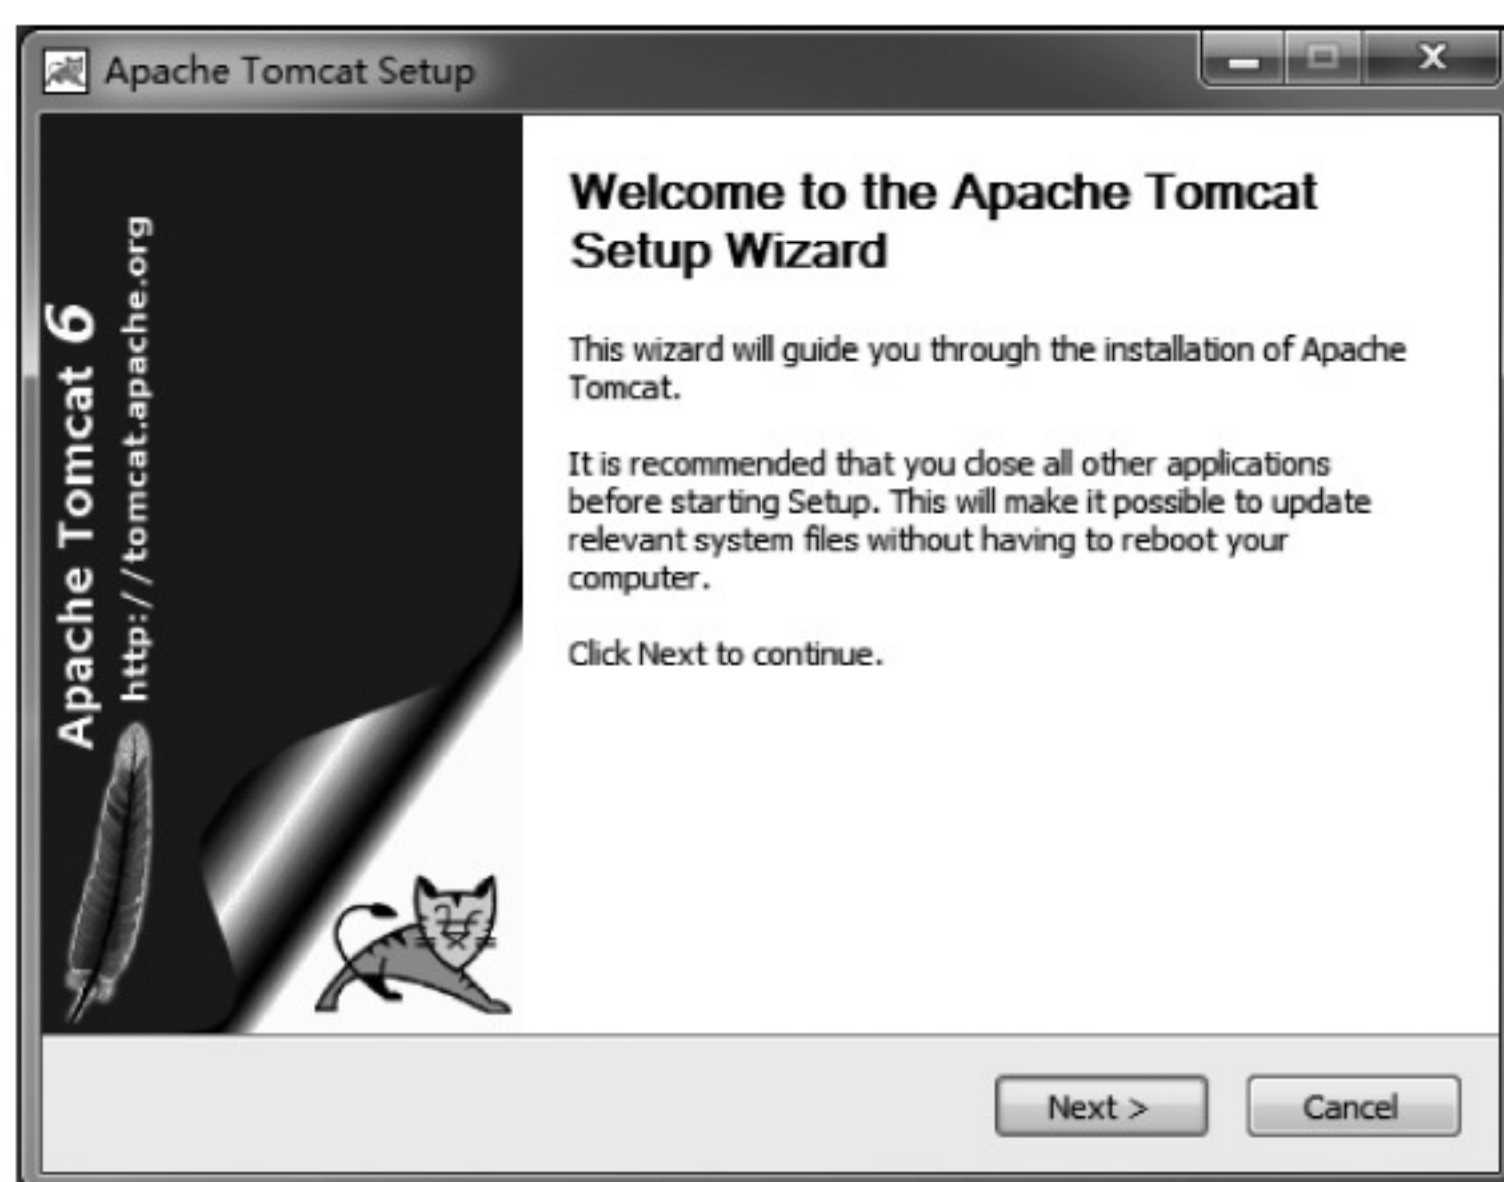 Apache Tomcat Setup
Apache Tomcat 6
http://tomcat.apache.org
Welcome to the Apache Tomcat
Setup Wizard
This wizard will guide you through the installation of Apache
Tomcat.
It is recommended that you close all other applications
before starting Setup. This will make it possible to update
relevant system files without having to reboot your
computer.
Click Next to continue.
Next >
Cancel